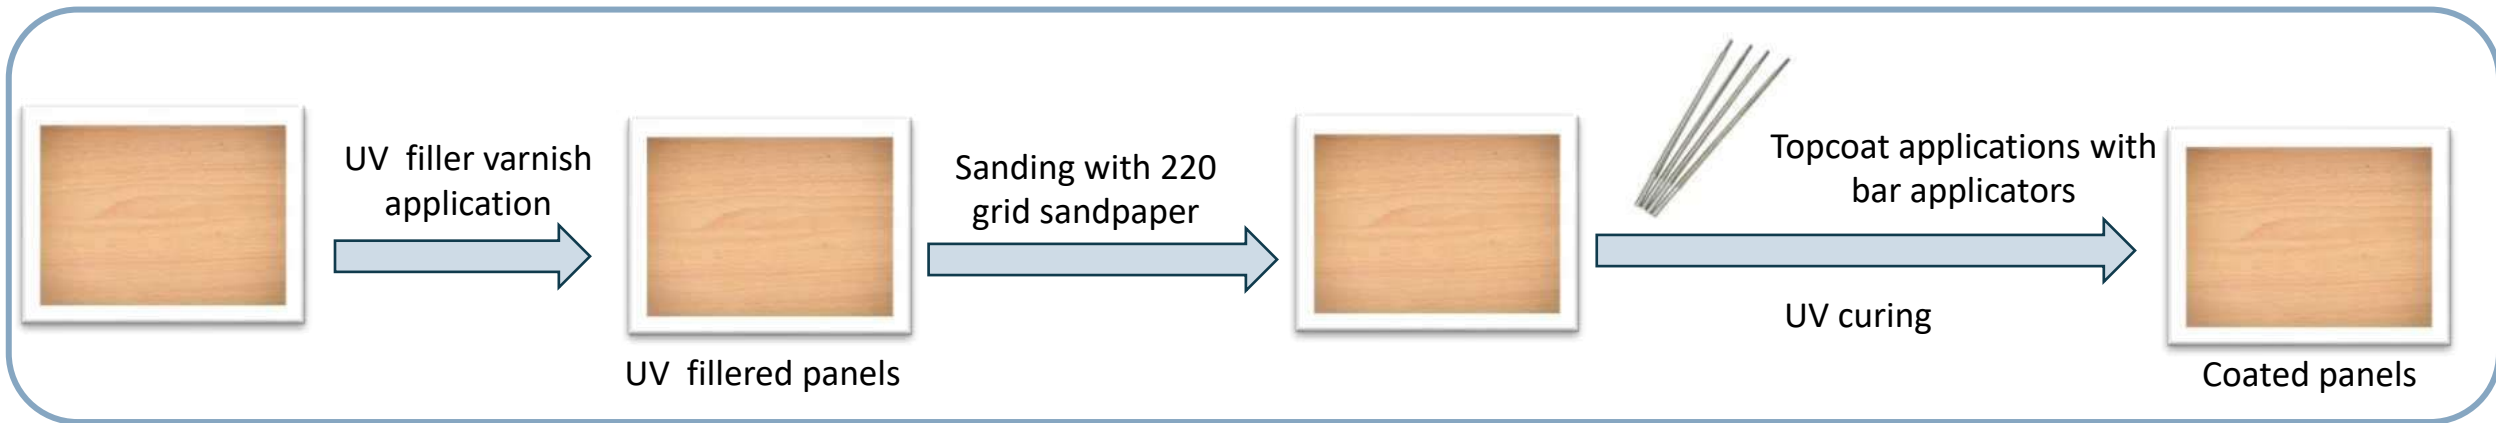 UV filler varnish
application
UV fillered panels
Sanding with 220
grid sandpaper
Topcoat applications with
bar applicators
UV curing
Coated panels